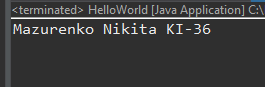 <terminated> HelloWorld [Java Application] C:\
Mazurenko Nikita KI-36